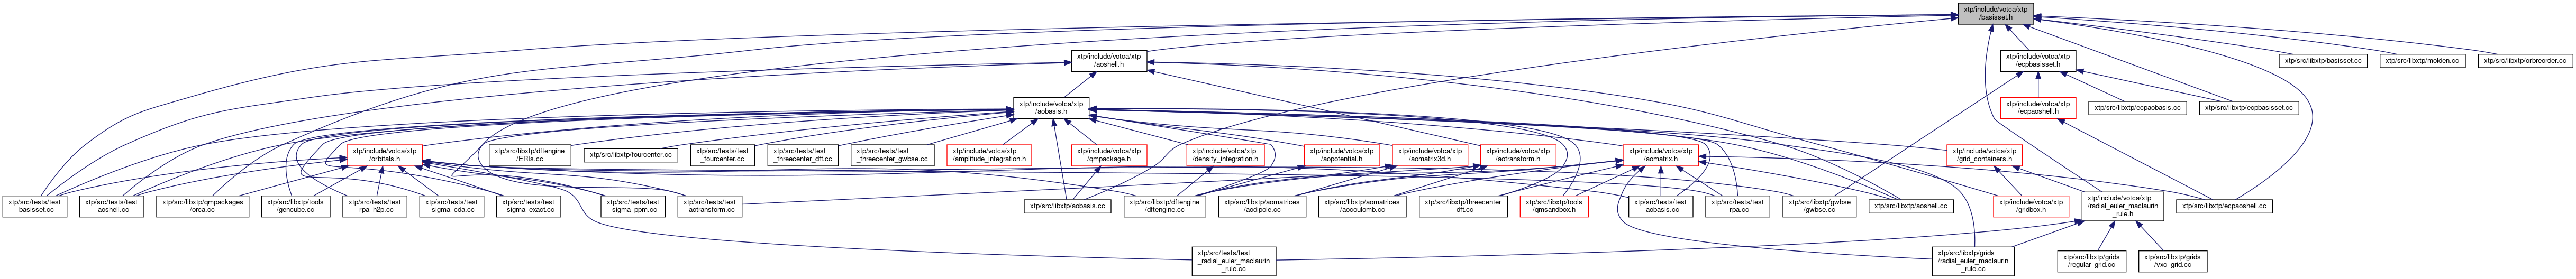 xtp/include/votca/xtp
/basisset.h
xtp/include/votca/xtp
/aoshell.h
xtp/include/votca/xtp
/ecpbasisset.h
xtp/src/libxtp/basisset.cc
xtp/src/libxtp/molden.cc
xtp/src/libxtp/orbreorder.cc
xtp/include/votca/xtp
/aobasis.h
xtp/include/votca/xtp
/ecpaoshell.h
xtp/src/libxtp/ecpaobasis.cc
xtp/src/libxtp/ecpbasisset.cc
xtp/include/votca/xtp
/orbitals.h
xtp/src/libxtp/dftengine
/ERIs.cc
xtp/src/libxtp/fourcenter.cc
xtp/src/tests/test
_fourcenter.cc
xtp/src/tests/test
_threecenter_dft.cc
xtp/src/tests/test
_threecenter_gwbse.cc
xtp/include/votca/xtp
/amplitude_integration.h
xtp/include/votca/xtp
/qmpackage.h
xtp/include/votca/xtp
/density_integration.h
xtp/include/votca/xtp
/aopotential.h
xtp/include/votca/xtp
/aomatrix3d.h
xtp/include/votca/xtp
/aotransform.h
xtp/include/votca/xtp
/aomatrix.h
xtp/include/votca/xtp
/grid_containers.h
xtp/src/tests/test
_basisset.cc
xtp/src/tests/test
_aoshell.cc
xtp/src/libxtp/qmpackages
/orca.cc
xtp/src/libxtp/tools
/gencube.cc
xtp/src/tests/test
_rpa_h2p.cc
xtp/src/tests/test
_sigma_cda.cc
xtp/src/tests/test
_sigma_exact.cc
xtp/src/tests/test
_sigma_ppm.cc
xtp/src/tests/test
_aotransform.cc
xtp/src/libxtp/aobasis.cc
xtp/src/libxtp/dftengine
/dftengine.cc
xtp/src/libxtp/aomatrices
/aodipole.cc
xtp/src/libxtp/aomatrices
/aocoulomb.cc
xtp/src/libxtp/threecenter
_dft.cc
xtp/src/libxtp/tools
/qmsandbox.h
xtp/src/tests/test
_aobasis.cc
xtp/src/tests/test
_rpa.cc
xtp/src/libxtp/gwbse
/gwbse.cc
xtp/src/libxtp/aoshell.cc
xtp/include/votca/xtp
/gridbox.h
xtp/include/votca/xtp
/radial_euler_maclaurin
_rule.h
xtp/src/libxtp/ecpaoshell.cc
xtp/src/tests/test
_radial_euler_maclaurin
_rule.cc
xtp/src/libxtp/grids
/radial_euler_maclaurin
_rule.cc
xtp/src/libxtp/grids
/regular_grid.cc
xtp/src/libxtp/grids
/vxc_grid.cc